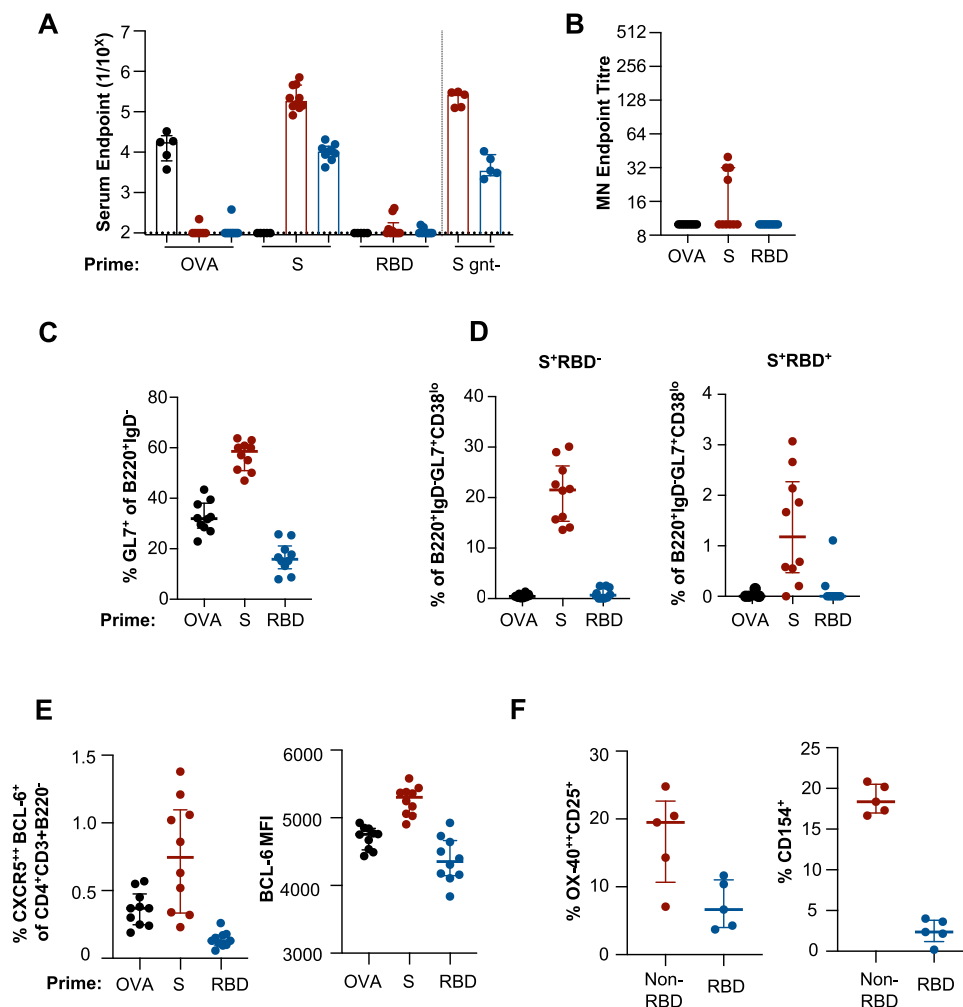 A
Serum Endpoint (1/10ˣ)
7
6
5
4
3
2
Prime:
OVA
S
RBD
S gnt-
B
MN Endpoint Titre
512
256
128
64
32
16
8
OVA
S
RBD
C
% GL7⁺ of B220⁺IgD⁻
80
60
40
20
0
Prime:
OVA
S
RBD
D
S⁺RBD⁻
% of B220⁺IgD⁻GL7⁺CD38ˡᵒ
40
30
20
10
0
OVA
S
RBD
S⁺RBD⁺
% of B220⁺IgD⁻GL7⁺CD38ˡᵒ
4
3
2
1
0
OVA
S
RBD
E
% CXCR5⁺⁺ BCL-6⁺
of CD4⁺CD3+B220⁻
1.5
1.0
0.5
0
Prime:
OVA
S
RBD
BCL-6 MFI
6000
5000
4000
3000
OVA
S
RBD
F
% OX-40⁺⁺CD25⁺
30
20
10
0
Non-
RBD
RBD
% CD154⁺
25
20
15
10
5
0
Non-
RBD
RBD